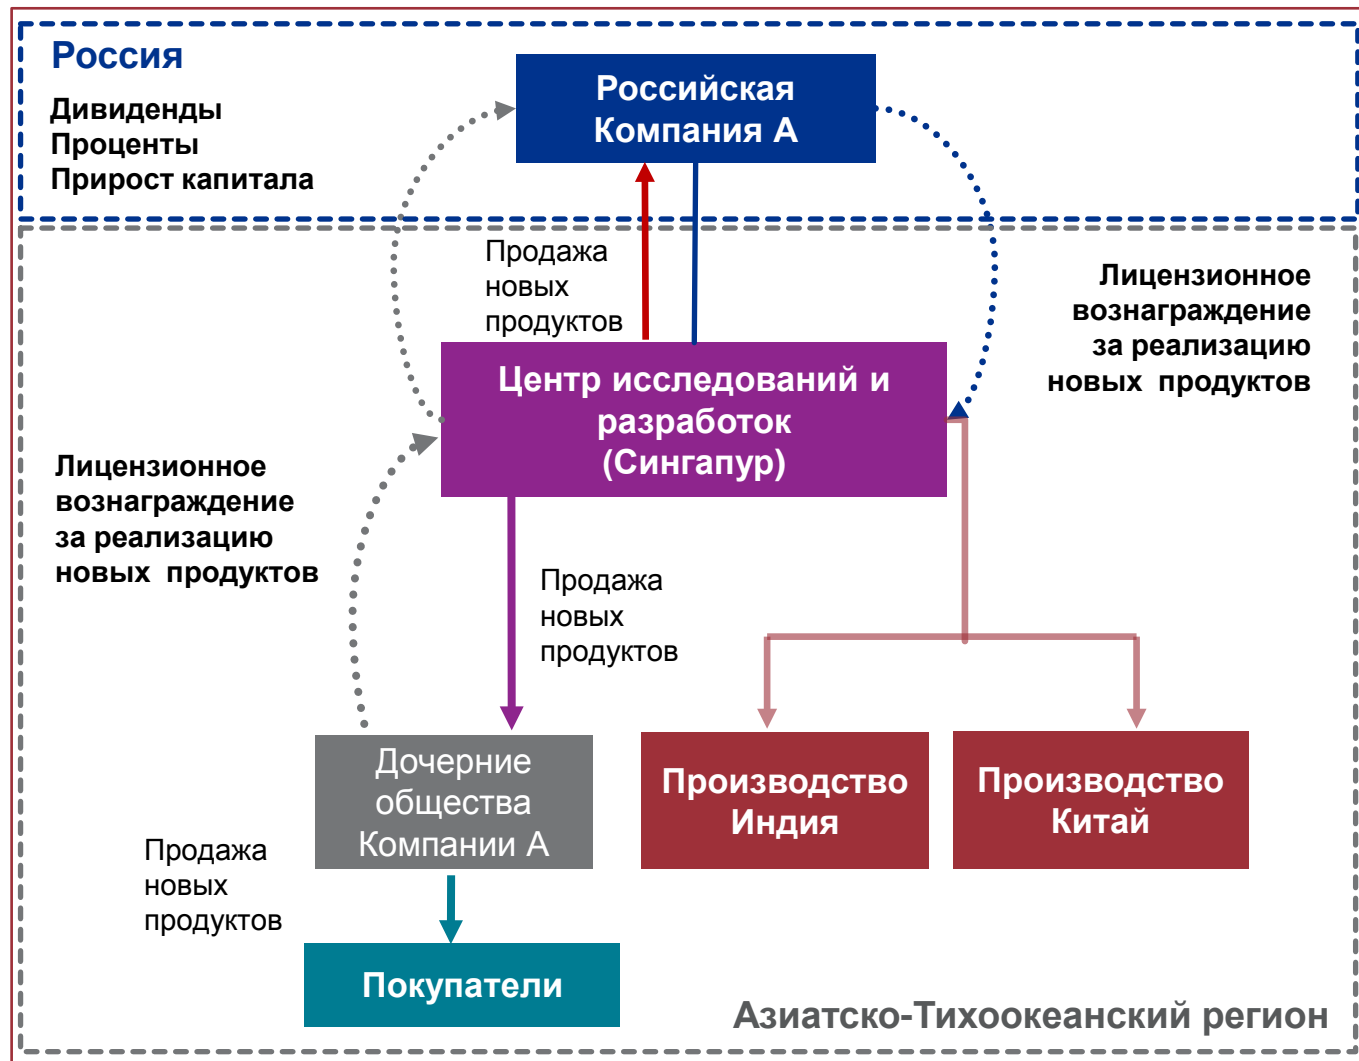 Россия
Дивиденды
Проценты
Прирост капитала
Российская
Компания А
Продажа
новых
продуктов
Лицензионное
вознаграждение
за реализацию
новых продуктов
Центр исследований и
разработок
(Сингапур)
Лицензионное
вознаграждение
за реализацию
новых продуктов
Продажа
новых
продуктов
Дочерние
общества
Компании А
Производство
Индия
Производство
Китай
Продажа
новых
продуктов
Покупатели
Азиатско-Тихоокеанский регион